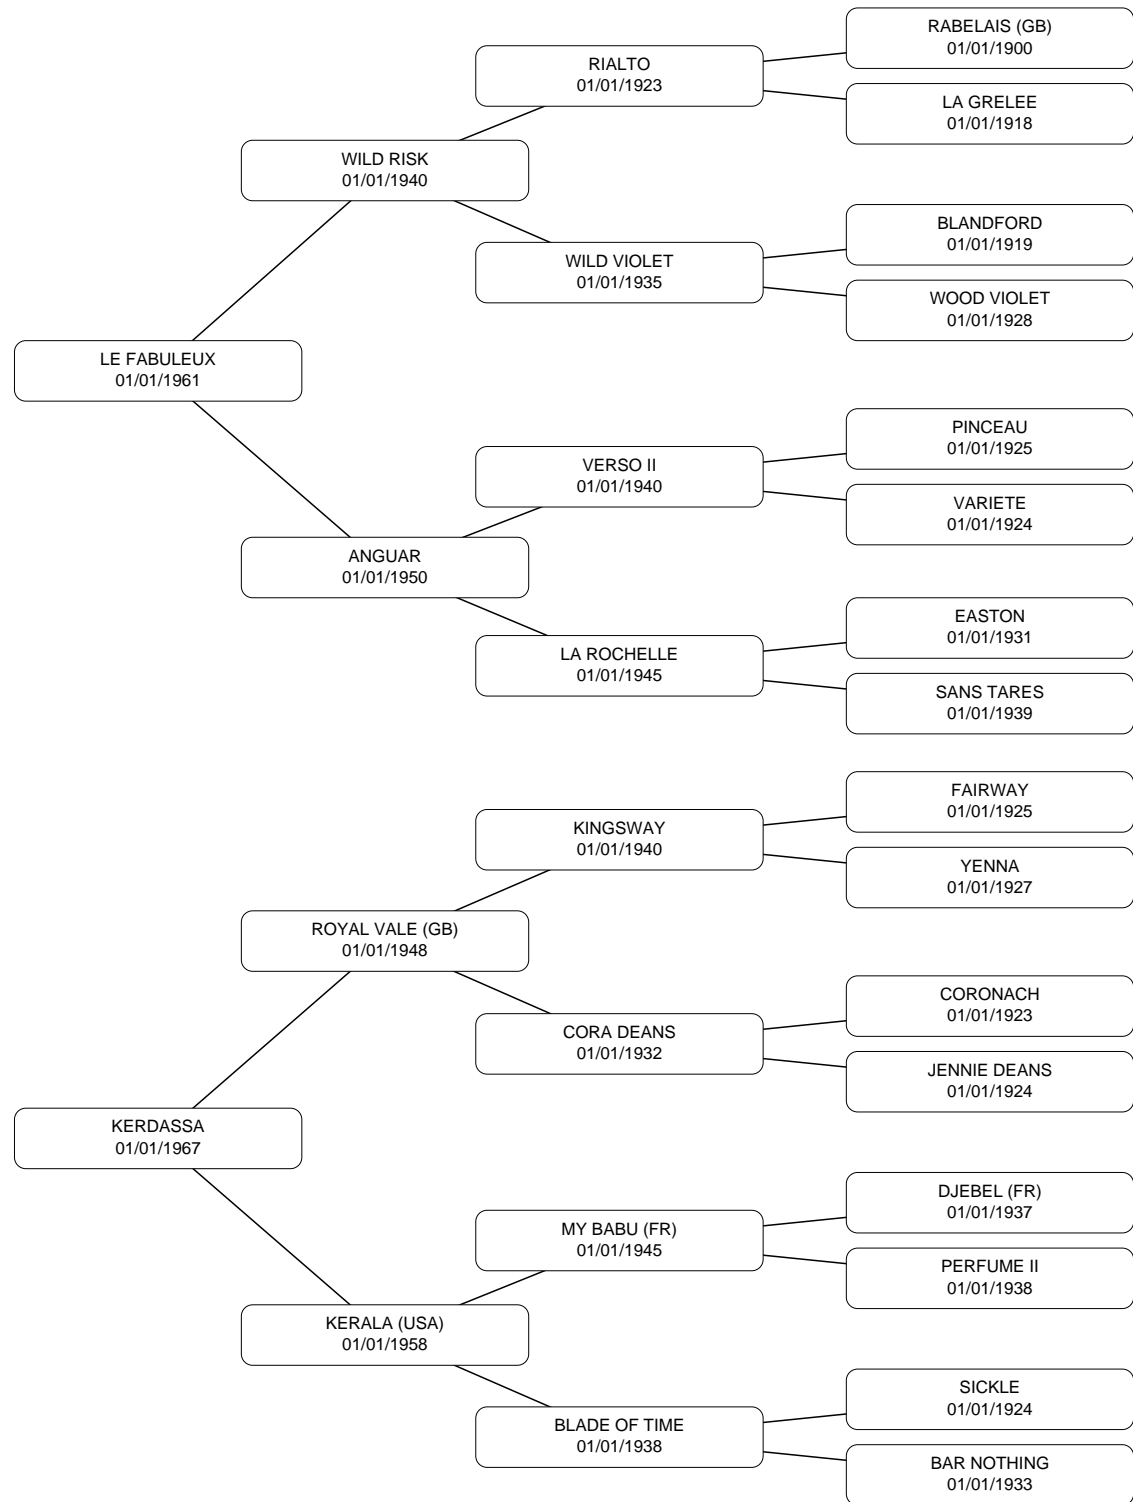 RABELAIS (GB)
01/01/1900
RIALTO
01/01/1923
LA GRELEE
01/01/1918
WILD RISK
01/01/1940
BLANDFORD
01/01/1919
WILD VIOLET
01/01/1935
WOOD VIOLET
01/01/1928
LE FABULEUX
01/01/1961
PINCEAU
01/01/1925
VERSO II
01/01/1940
VARIETE
01/01/1924
ANGUAR
01/01/1950
EASTON
01/01/1931
LA ROCHELLE
01/01/1945
SANS TARES
01/01/1939
FAIRWAY
01/01/1925
KINGSWAY
01/01/1940
YENNA
01/01/1927
ROYAL VALE (GB)
01/01/1948
CORONACH
01/01/1923
CORA DEANS
01/01/1932
JENNIE DEANS
01/01/1924
KERDASSA
01/01/1967
DJEBEL (FR)
01/01/1937
MY BABU (FR)
01/01/1945
PERFUME II
01/01/1938
KERALA (USA)
01/01/1958
SICKLE
01/01/1924
BLADE OF TIME
01/01/1938
BAR NOTHING
01/01/1933